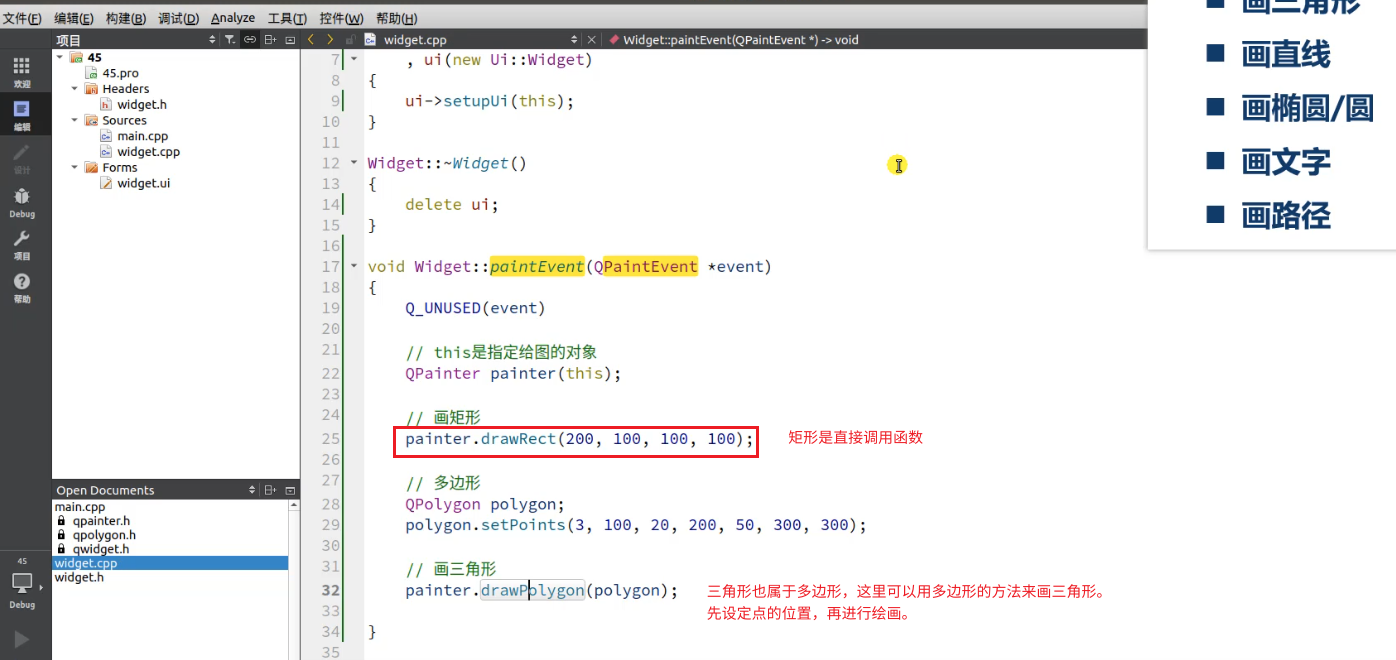 文件(F) 编辑(E) 构建(B) 调试(D) Analyze 工具(T) 控件(W) 帮助(H)
画三角形
画直线
画椭圆/圆
画文字
画路径
欢迎
编辑
设计
Debug
项目
帮助
45
Debug
项目
45
45.pro
Headers
widget.h
Sources
main.cpp
widget.cpp
Forms
widget.ui
Open Documents
main.cpp
qpainter.h
qpolygon.h
qwidget.h
widget.cpp
widget.h
widget.cpp
Widget::paintEvent(QPaintEvent *) -> void
7 , ui(new Ui::Widget)
8 {
9 ui->setupUi(this);
10 }
11
12 Widget::~Widget()
13 {
14 delete ui;
15 }
16
17 void Widget::paintEvent(QPaintEvent *event)
18 {
19 Q_UNUSED(event)
20
21 // this是指定给图的对象
22 QPainter painter(this);
23
24 // 画矩形
25 painter.drawRect(200, 100, 100, 100); 矩形是直接调用函数
26
27 // 多边形
28 QPolygon polygon;
29 polygon.setPoints(3, 100, 20, 200, 50, 300, 300);
30
31 // 画三角形
32 painter.drawPolygon(polygon); 三角形也属于多边形，这里可以用多边形的方法来画三角形。
33 先设定点的位置，再进行绘画。
34 }
35